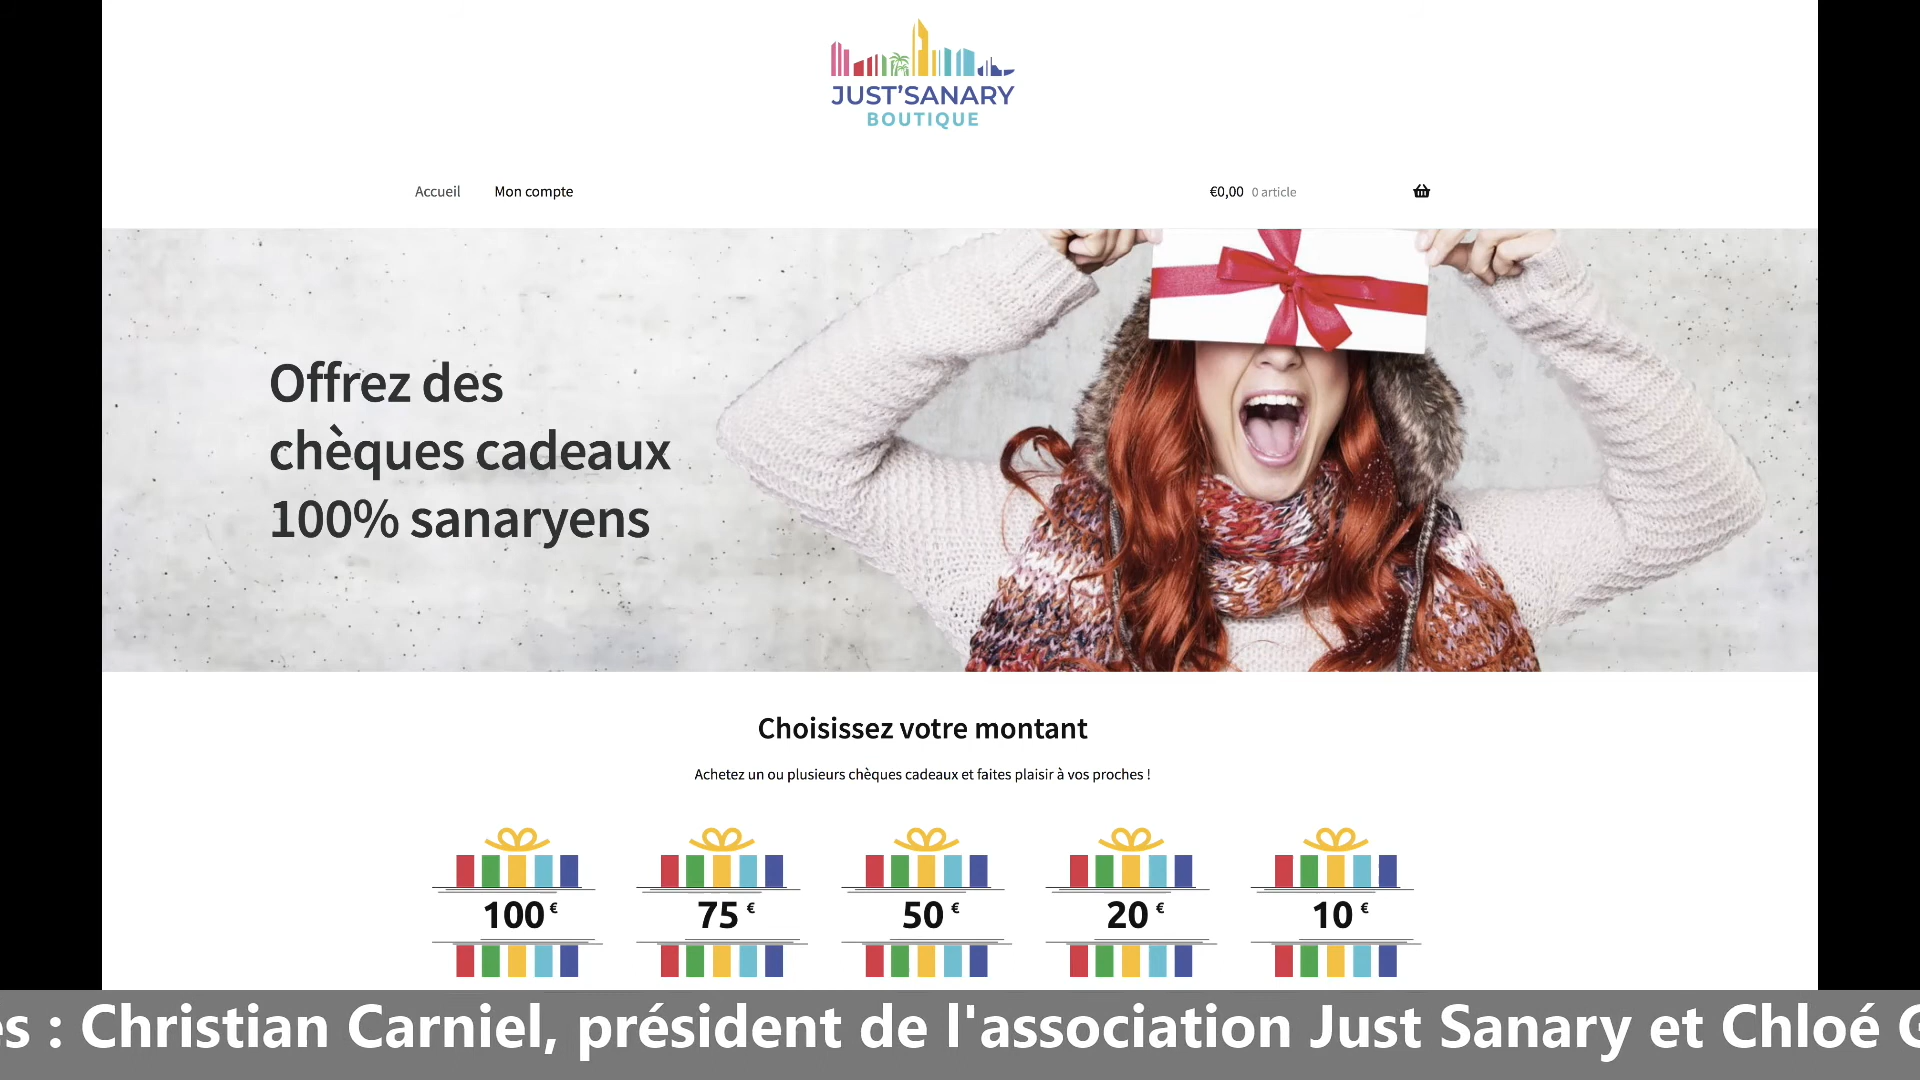 JUST'SANARY
BOUTIQUE
Accueil Mon compte €0,00 0 article
Offrez des
chèques cadeaux
100% sanaryens
Choisissez votre montant
Achetez un ou plusieurs chèques cadeaux et faites plaisir à vos proches !
100 € 75 € 50 € 20 € 10 €
: Christian Carniel, président de l'association Just Sanary et Chloé